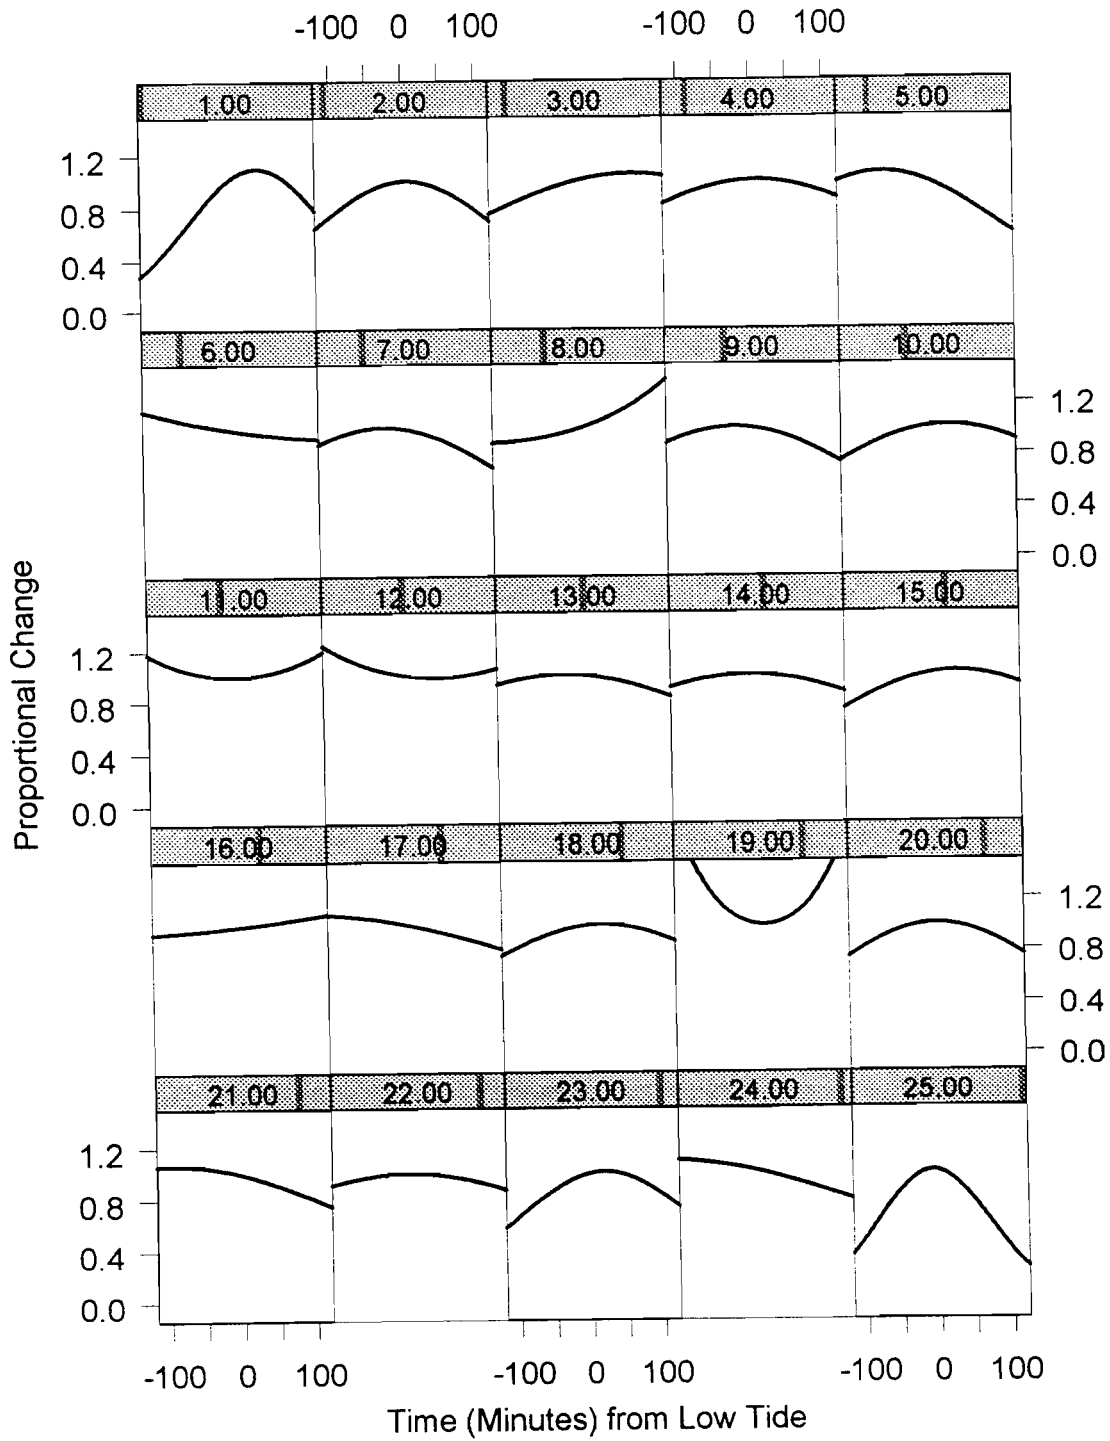 -100 0 100 -100 0 100
1.00 2.00 3.00 4.00 5.00
1.2
0.8
0.4
0.0
6.00 7.00 8.00 9.00 10.00
1.2
0.8
0.4
0.0
11.00 12.00 13.00 14.00 15.00
1.2
0.8
0.4
0.0
16.00 17.00 18.00 19.00 20.00
1.2
0.8
0.4
0.0
21.00 22.00 23.00 24.00 25.00
1.2
0.8
0.4
0.0
-100 0 100 -100 0 100 -100 0 100
Time (Minutes) from Low Tide
Proportional Change